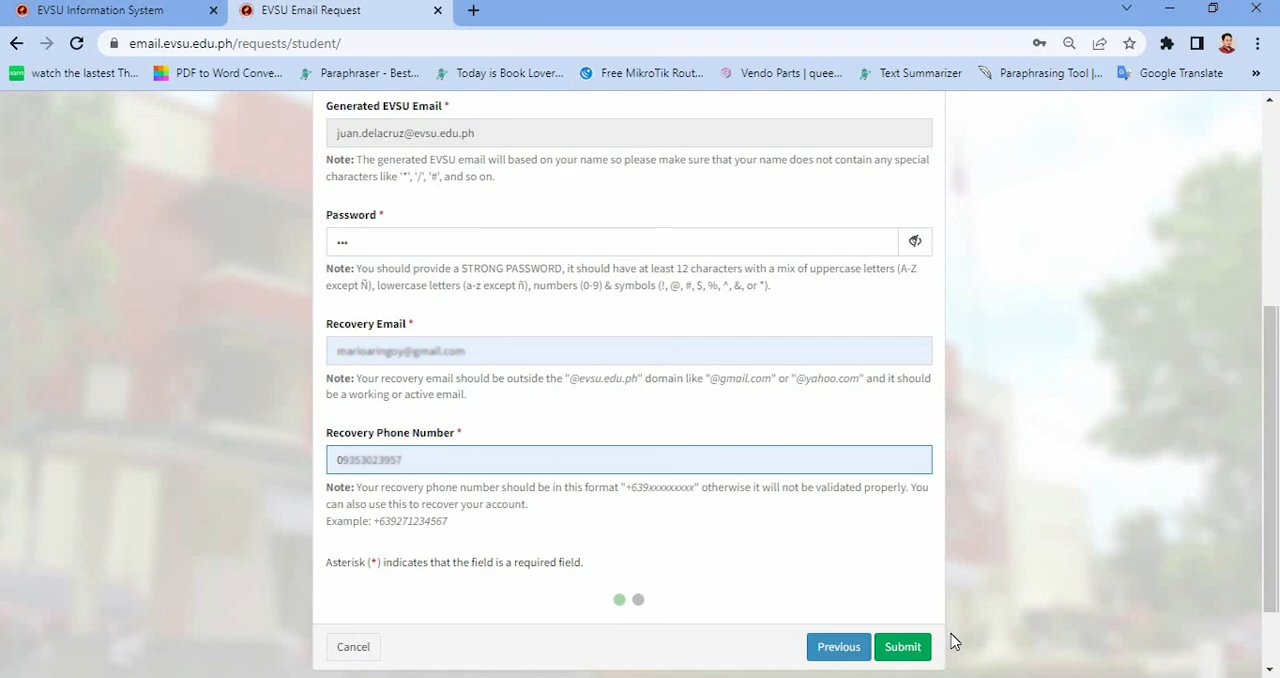 EVSU Information System
EVSU Email Request
email.evsu.edu.ph/requests/student/
watch the lastest Th...
PDF to Word Conve...
Paraphraser - Best...
Today is Book Lover...
Free MikroTik Rout...
Vendo Parts | quee...
Text Summarizer
Paraphrasing Tool |...
Google Translate
Generated EVSU Email *
juan.delacruz@evsu.edu.ph
Note: The generated EVSU email will based on your name so please make sure that your name does not contain any special
characters like '*', '/', '#', and so on.
Password *
•••
Note: You should provide a STRONG PASSWORD, it should have at least 12 characters with a mix of uppercase letters (A-Z
except Ñ), lowercase letters (a-z except ñ), numbers (0-9) & symbols (!, @, #, $, %, ^, &, or *).
Recovery Email *
Note: Your recovery email should be outside the "@evsu.edu.ph" domain like "@gmail.com" or "@yahoo.com" and it should
be a working or active email.
Recovery Phone Number *
Note: Your recovery phone number should be in this format "+639xxxxxxxxx" otherwise it will not be validated properly. You
can also use this to recover your account.
Example: +639271234567
Asterisk (*) indicates that the field is a required field.
Cancel
Previous
Submit